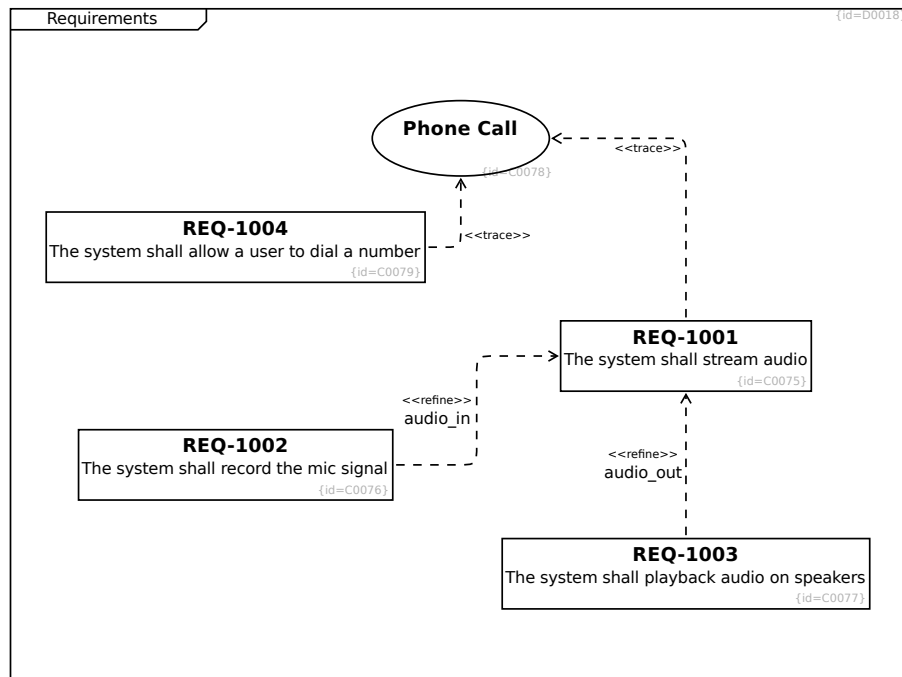 Requirements
{id=D0018}
Phone Call
{id=C0078}
<<trace>>
REQ-1004
The system shall allow a user to dial a number
{id=C0079}
<<trace>>
REQ-1001
The system shall stream audio
{id=C0075}
<<refine>>
audio_in
REQ-1002
The system shall record the mic signal
{id=C0076}
<<refine>>
audio_out
REQ-1003
The system shall playback audio on speakers
{id=C0077}